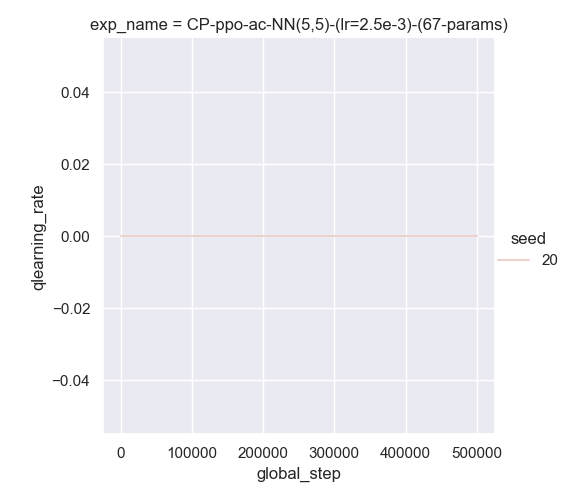 exp_name = CP-ppo-ac-NN(5,5)-(lr=2.5e-3)-(67-params)
0.04
0.02
0.00
−0.02
−0.04
qlearning_rate
0 100000 200000 300000 400000 500000
global_step
seed
20